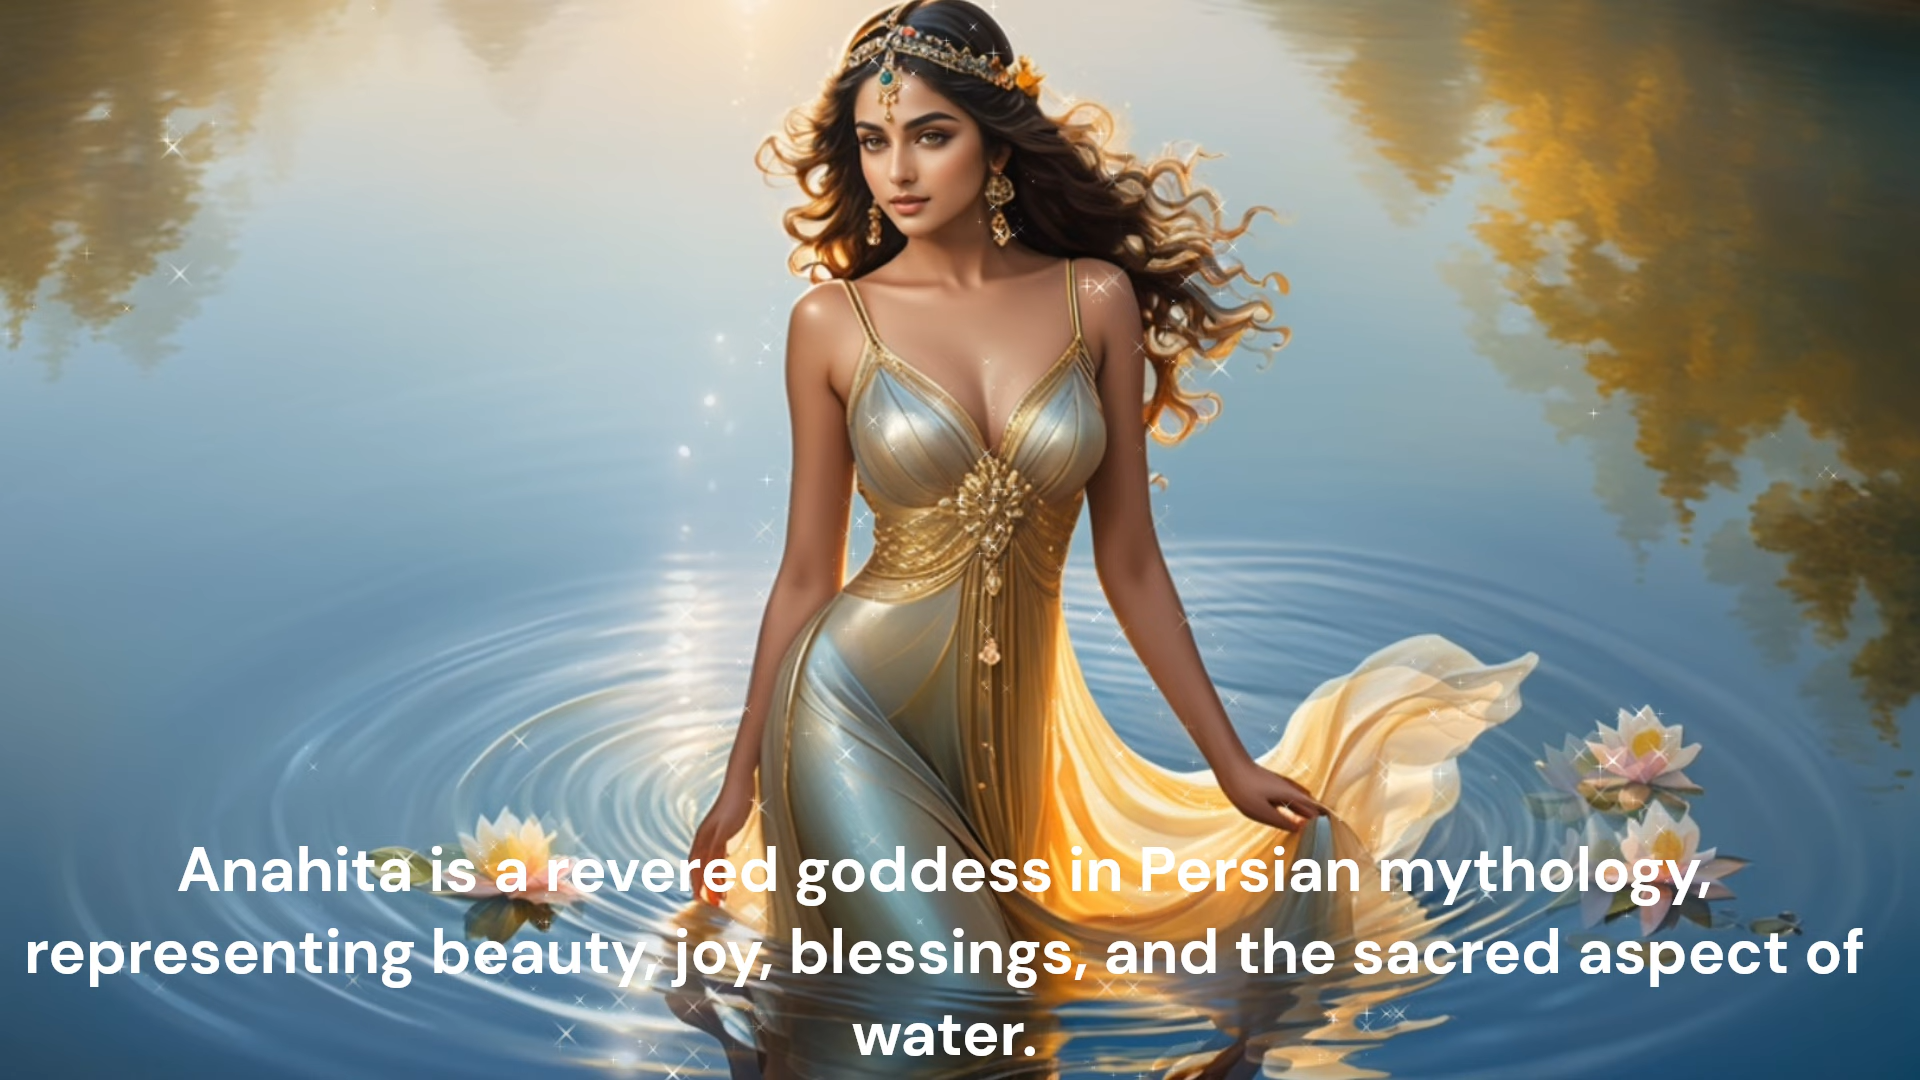 Anahita is a revered goddess in Persian mythology,
representing beauty, joy, blessings, and the sacred aspect of
water.